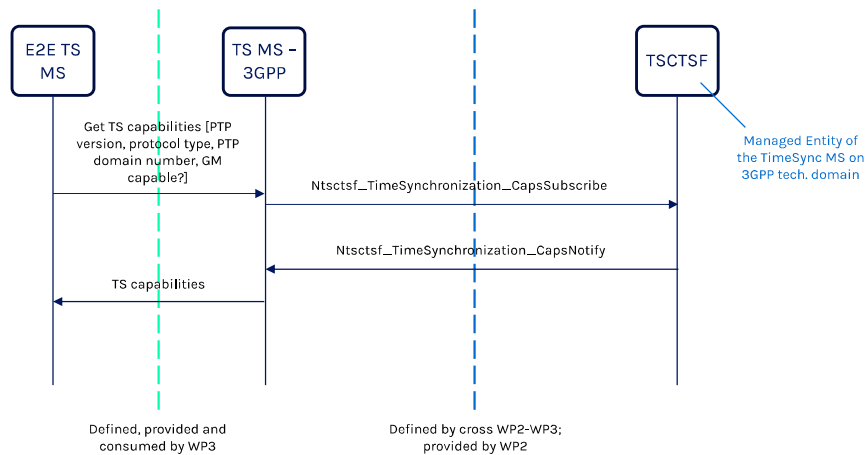 E2E TS
MS
TS MS –
3GPP
TSCTSF
Get TS capabilities [PTP
version, protocol type, PTP
domain number, GM
capable?]
Managed Entity of
the TimeSync MS on
3GPP tech. domain
Ntsctsf_TimeSynchronization_CapsSubscribe
Ntsctsf_TimeSynchronization_CapsNotify
TS capabilities
Defined, provided and
consumed by WP3
Defined by cross WP2-WP3;
provided by WP2